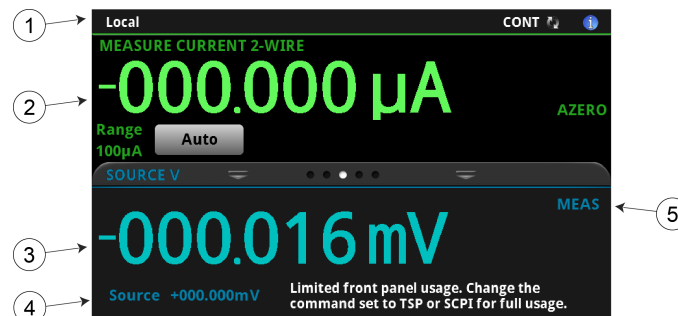 1
Local
CONT
i
MEASURE CURRENT 2-WIRE
2
-000.000 µA
AZERO
Range
100µA
Auto
SOURCE V
MEAS
5
3
-000.016 mV
4
Source +000.000mV
Limited front panel usage. Change the
command set to TSP or SCPI for full usage.